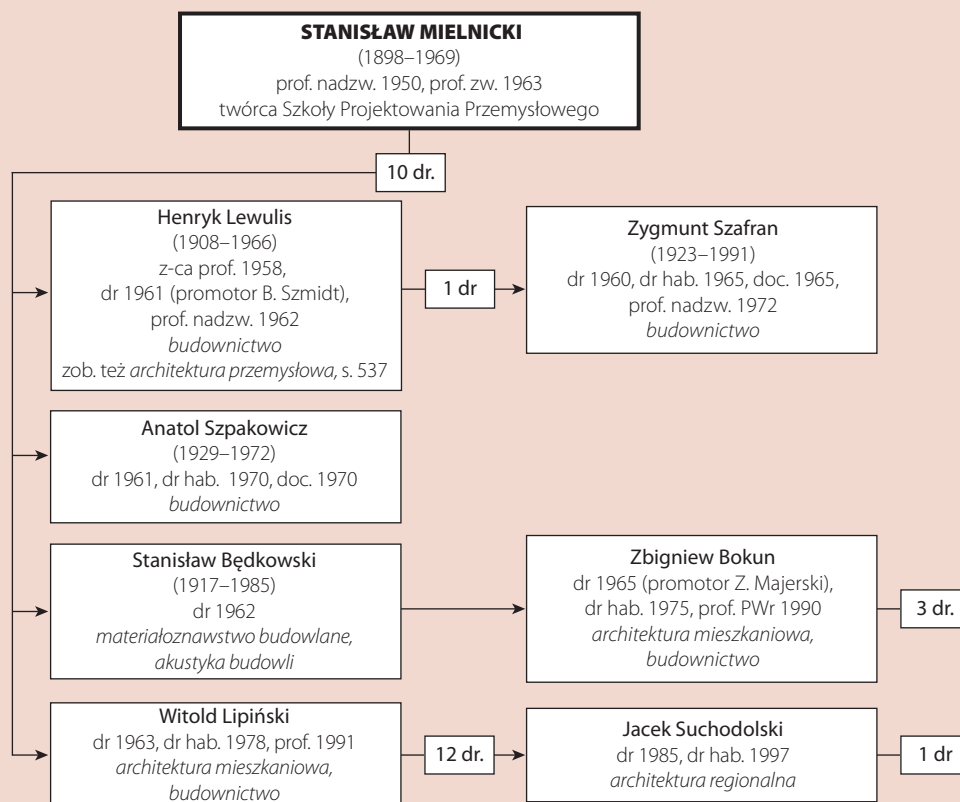 STANISŁAW MIELNICKI
(1898–1969)
prof. nadzw. 1950, prof. zw. 1963
twórca Szkoły Projektowania Przemysłowego
10 dr.
Henryk Lewulis
(1908–1966)
z-ca prof. 1958,
dr 1961 (promotor B. Szmidt),
prof. nadzw. 1962
budownictwo
zob. też architektura przemysłowa, s. 537
1 dr
Zygmunt Szafran
(1923–1991)
dr 1960, dr hab. 1965, doc. 1965,
prof. nadzw. 1972
budownictwo
Anatol Szpakowicz
(1929–1972)
dr 1961, dr hab. 1970, doc. 1970
budownictwo
Stanisław Będkowski
(1917–1985)
dr 1962
materiałoznawstwo budowlane,
akustyka budowli
Zbigniew Bokun
dr 1965 (promotor Z. Majerski),
dr hab. 1975, prof. PWr 1990
architektura mieszkaniowa,
budownictwo
3 dr.
Witold Lipiński
dr 1963, dr hab. 1978, prof. 1991
architektura mieszkaniowa,
budownictwo
12 dr.
Jacek Suchodolski
dr 1985, dr hab. 1997
architektura regionalna
1 dr